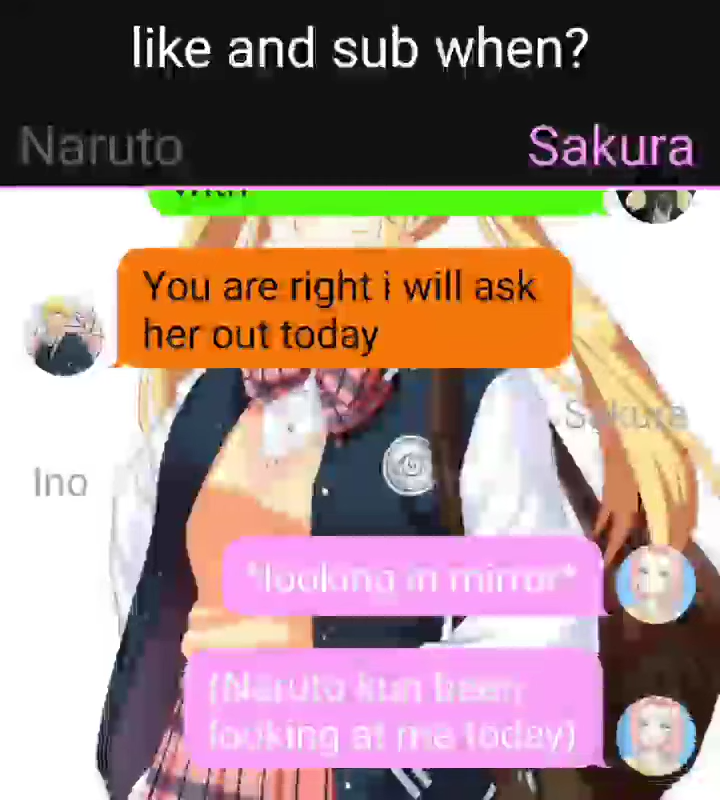 like and sub when?
Naruto
Sakura
You are right i will ask
her out today
Sakura
Ino
*looking in mirror*
(Naruto kun been
looking at me today)